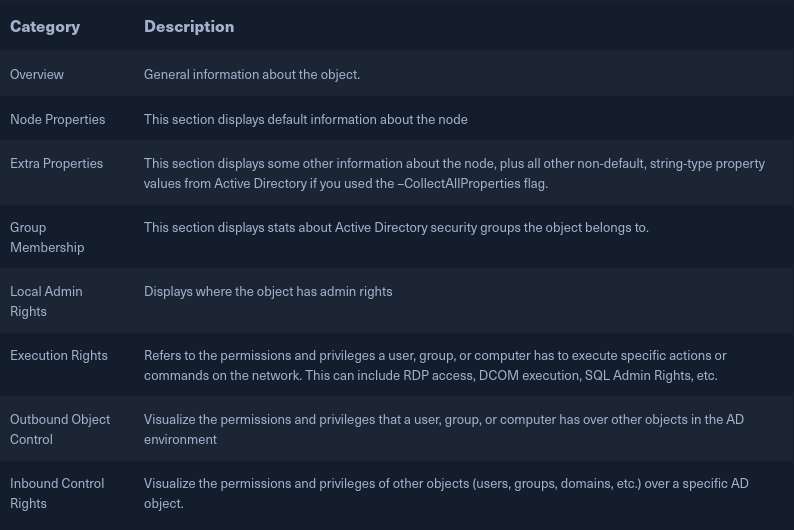 Category Description
Overview General information about the object.
Node Properties This section displays default information about the node
Extra Properties This section displays some other information about the node, plus all other non-default, string-type property
values from Active Directory if you used the –CollectAllProperties flag.
Group This section displays stats about Active Directory security groups the object belongs to.
Membership
Local Admin Displays where the object has admin rights
Rights
Execution Rights Refers to the permissions and privileges a user, group, or computer has to execute specific actions or
commands on the network. This can include RDP access, DCOM execution, SQL Admin Rights, etc.
Outbound Object Visualize the permissions and privileges that a user, group, or computer has over other objects in the AD
Control environment
Inbound Control Visualize the permissions and privileges of other objects (users, groups, domains, etc.) over a specific AD
Rights object.